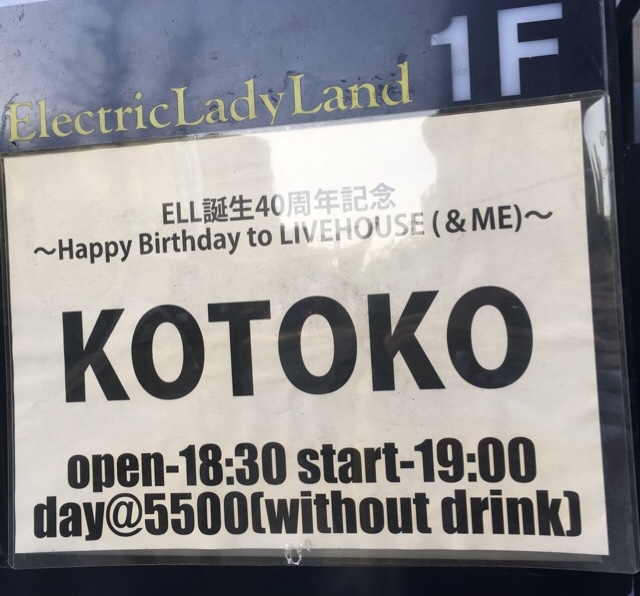 1F
ElectricLadyLand
ELL誕生40周年記念
～Happy Birthday to LIVEHOUSE (＆ME)～
KOTOKO
open-18:30 start-19:00
day@5500(without drink)